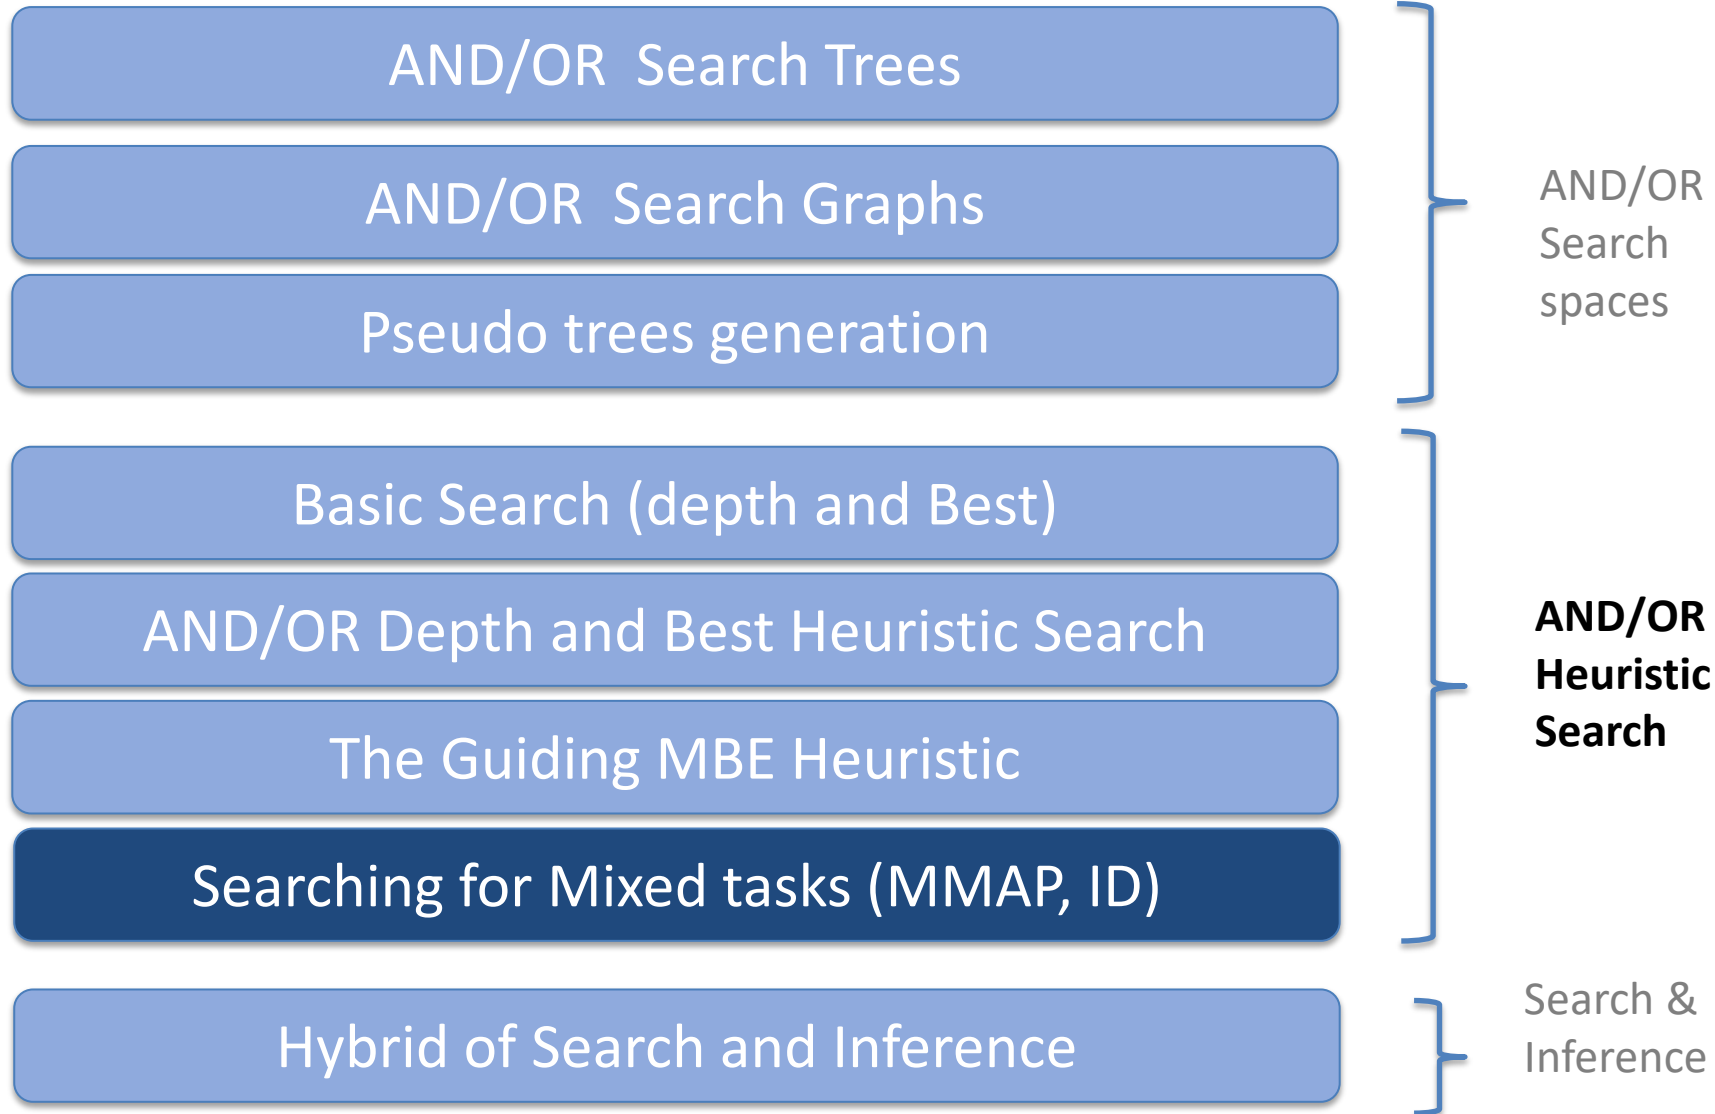 AND/OR  Search Trees
AND/OR  Search Graphs
Pseudo trees generation
AND/OR
Search
spaces
Basic Search (depth and Best)
AND/OR Depth and Best Heuristic Search
The Guiding MBE Heuristic
Searching for Mixed tasks (MMAP, ID)
AND/OR
Heuristic
Search
Hybrid of Search and Inference
Search &
Inference